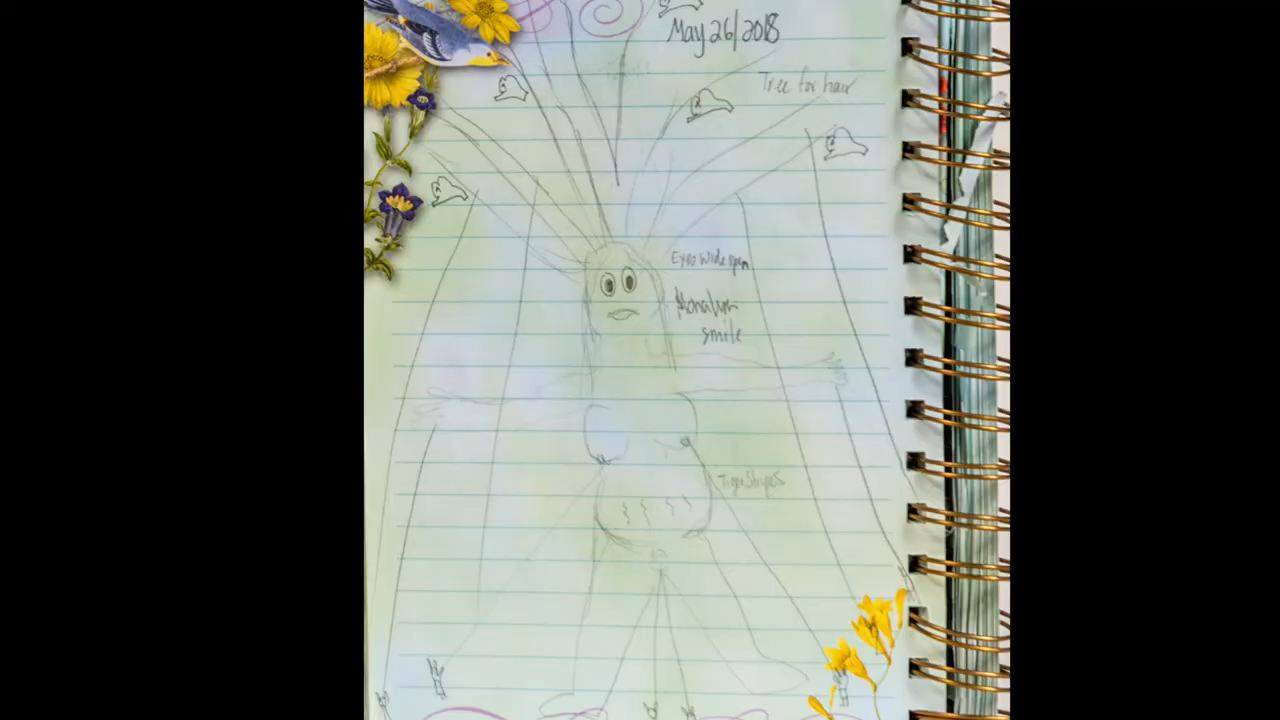 May 26/2018
Tree for hair
Eyes wide open
Monalisa
smile
Tiger Stripes